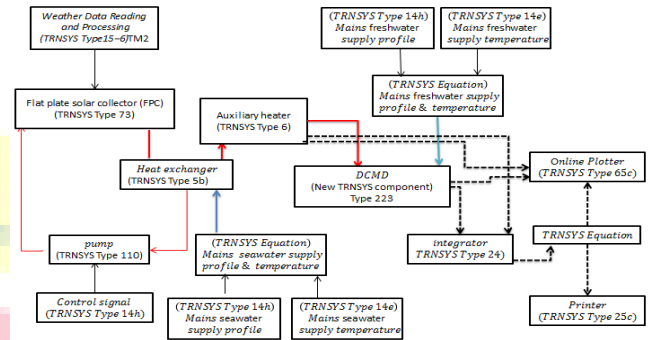 Weather Data Reading
and Processing
(TRNSYS Type15–6)TM2
(TRNSYS Type 14h)
Mains freshwater
supply profile
(TRNSYS Type 14e)
Mains freshwater
supply temperature
Flat plate solar collector (FPC)
(TRNSYS Type 73)
(TRNSYS Equation)
Mains freshwater supply
profile & temperature
Auxiliary heater
(TRNSYS Type 6)
Heat exchanger
(TRNSYS Type 5b)
DCMD
(New TRNSYS component)
Type 223
Online Plotter
(TRNSYS Type 65c)
pump
(TRNSYS Type 110)
(TRNSYS Equation)
Mains seawater supply
profile & temperature
integrator
TRNSYS Type 24)
TRNSYS Equation
Control signal
(TRNSYS Type 14h)
(TRNSYS Type 14h)
Mains seawater
supply profile
(TRNSYS Type 14e)
Mains seawater
supply temperature
Printer
(TRNSYS Type 25c)